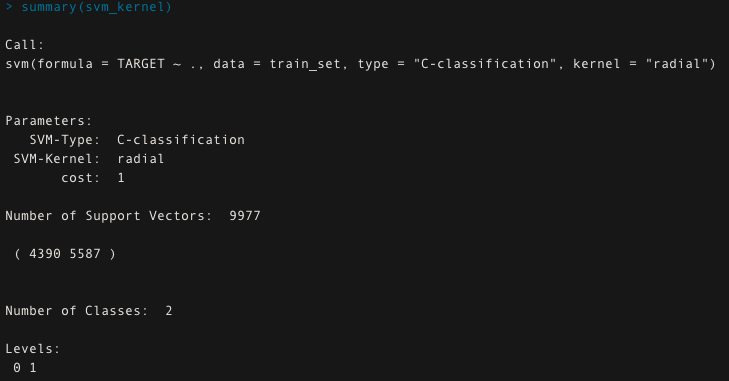 > summary(svm_kernel)
Call:
svm(formula = TARGET ~ ., data = train_set, type = "C-classification", kernel = "radial")
Parameters:
SVM-Type: C-classification
SVM-Kernel: radial
cost: 1
Number of Support Vectors: 9977
( 4390 5587 )
Number of Classes: 2
Levels:
0 1